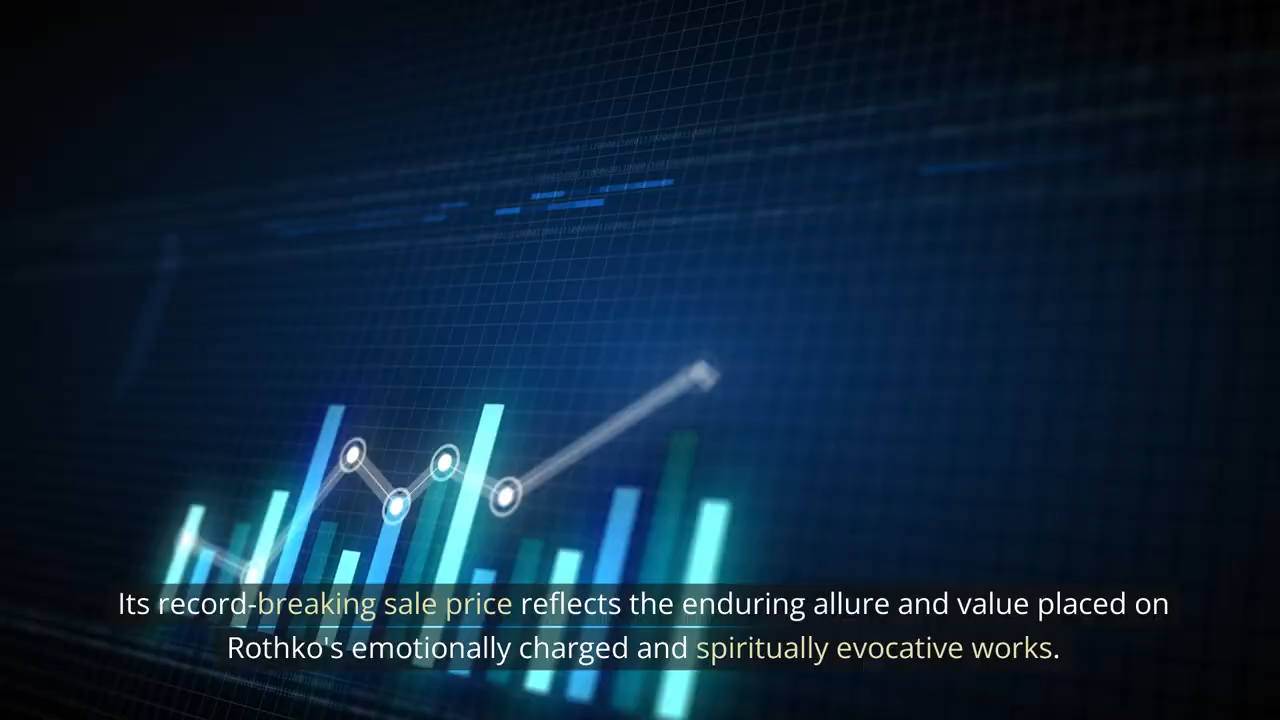 Its record-breaking sale price reflects the enduring allure and value placed on
Rothko's emotionally charged and spiritually evocative works.